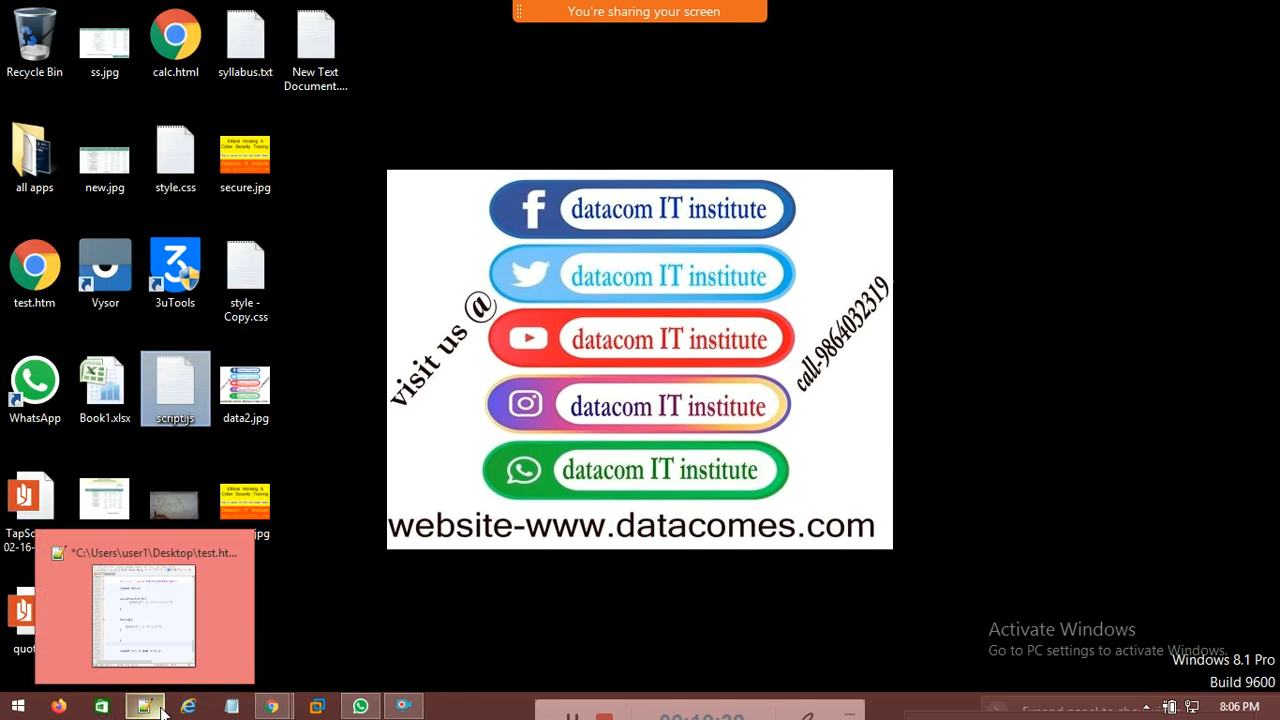 You're sharing your screen
Recycle Bin
ss.jpg
calc.html
syllabus.txt
New Text
Document....
all apps
new.jpg
style.css
secure.jpg
test.htm
Vysor
3uTools
style -
Copy.css
WhatsApp
Book1.xlsx
script.js
data2.jpg
TapS
02-16-
quot
*C:\Users\user1\Desktop\test.ht...
datacom IT institute
datacom IT institute
datacom IT institute
datacom IT institute
datacom IT institute
visit us @
call-9864032319
website-www.datacomes.com
Activate Windows
Go to PC settings to activate Windows.
Windows 8.1 Pro
Build 9600
8:06 PM